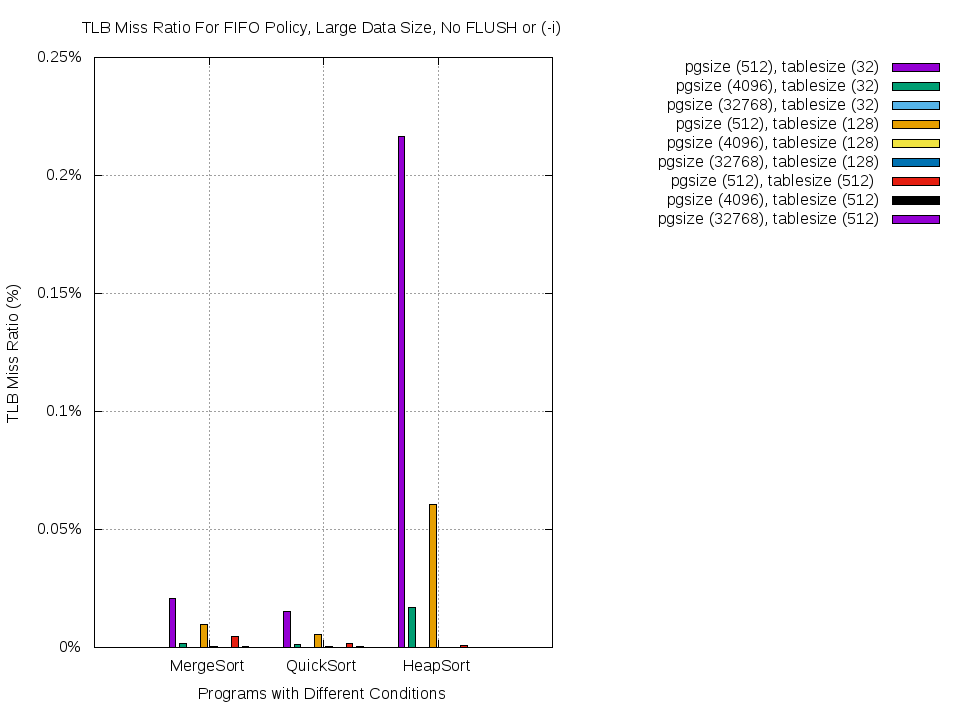 TLB Miss Ratio For FIFO Policy, Large Data Size, No FLUSH or (-i)
0.25%
0.2%
0.15%
0.1%
0.05%
0%
TLB Miss Ratio (%)
MergeSort QuickSort HeapSort
Programs with Different Conditions
pgsize (512), tablesize (32)
pgsize (4096), tablesize (32)
pgsize (32768), tablesize (32)
pgsize (512), tablesize (128)
pgsize (4096), tablesize (128)
pgsize (32768), tablesize (128)
pgsize (512), tablesize (512)
pgsize (4096), tablesize (512)
pgsize (32768), tablesize (512)